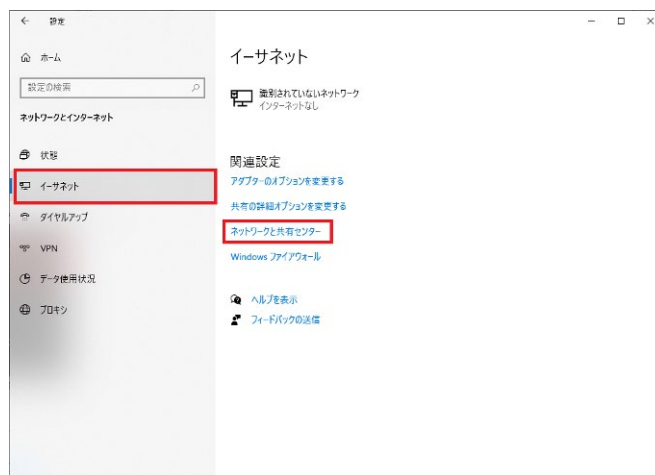 設定
ホーム
設定の検索
ネットワークとインターネット
状態
イーサネット
ダイヤルアップ
VPN
データ使用状況
プロキシ
イーサネット
識別されていないネットワーク
インターネットなし
関連設定
アダプターのオプションを変更する
共有の詳細オプションを変更する
ネットワークと共有センター
Windows ファイアウォール
ヘルプを表示
フィードバックの送信